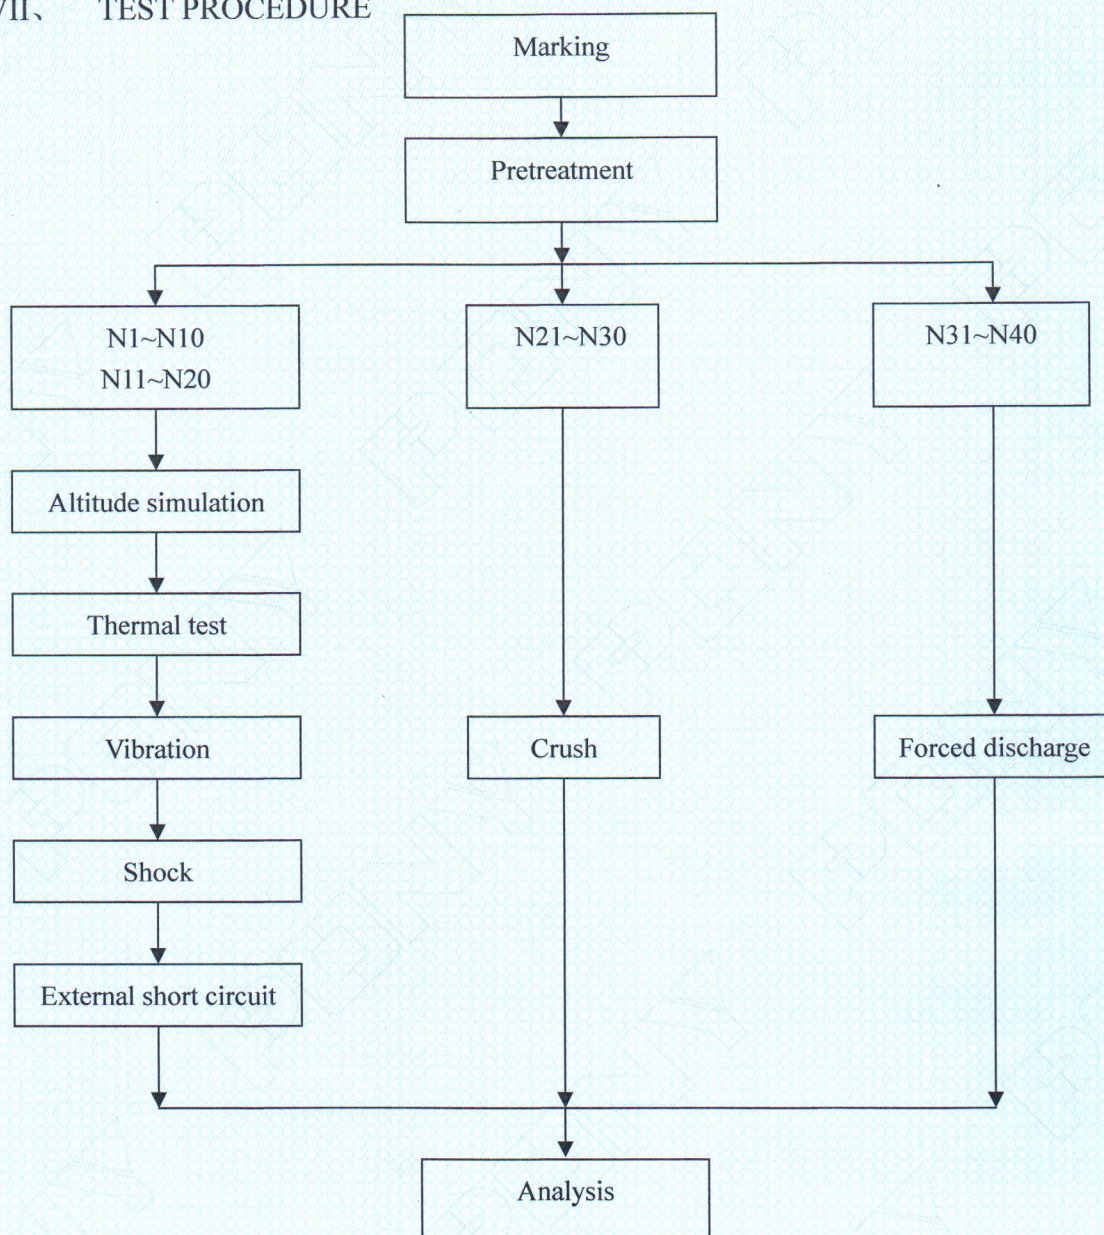 VII、 TEST PROCEDURE
Marking
Pretreatment
N1~N10
N11~N20
N21~N30
N31~N40
Altitude simulation
Thermal test
Vibration
Crush
Forced discharge
Shock
External short circuit
Analysis